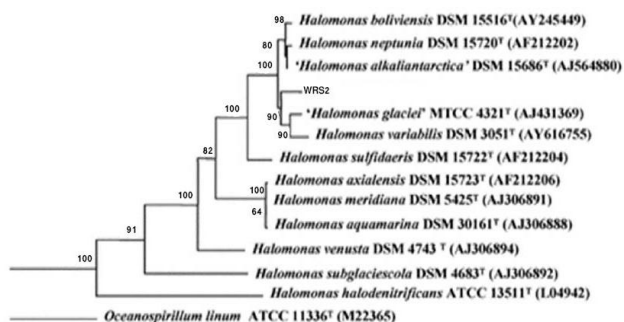 98
Halomonas boliviensis DSM 15516ᵀ(AY245449)
80
Halomonas neptunia DSM 15720ᵀ (AF212202)
100
'Halomonas alkaliantarctica' DSM 15686ᵀ (AJ564880)
WRS2
100
90
'Halomonas glaciei' MTCC 4321ᵀ (AJ431369)
90
Halomonas variabilis DSM 3051ᵀ (AY616755)
82
Halomonas sulfidaeris DSM 15722ᵀ (AF212204)
Halomonas axialensis DSM 15723ᵀ (AF212206)
100
100
Halomonas meridiana DSM 5425ᵀ (AJ306891)
64
Halomonas aquamarina DSM 30161ᵀ (AJ306888)
91
Halomonas venusta DSM 4743 ᵀ (AJ306894)
100
Halomonas subglaciescola DSM 4683ᵀ (AJ306892)
Halomonas halodenitrificans ATCC 13511ᵀ (L04942)
Oceanospirillum linum ATCC 11336ᵀ (M22365)